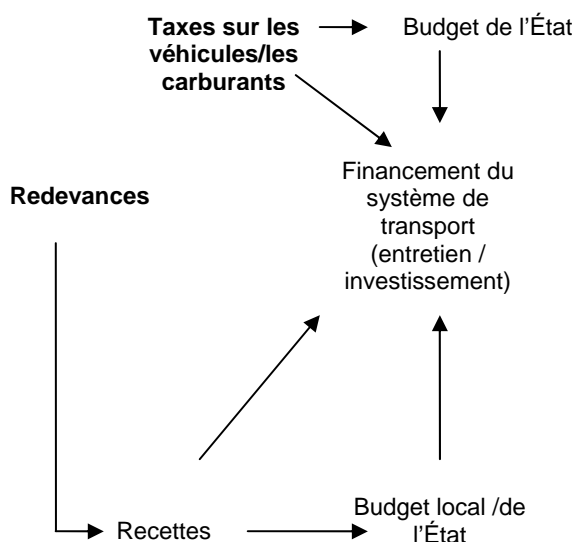 Taxes sur les
véhicules/les
carburants
Budget de l’État
Financement du
système de
transport
(entretien /
investissement)
Redevances
Recettes
Budget local /de
l’État